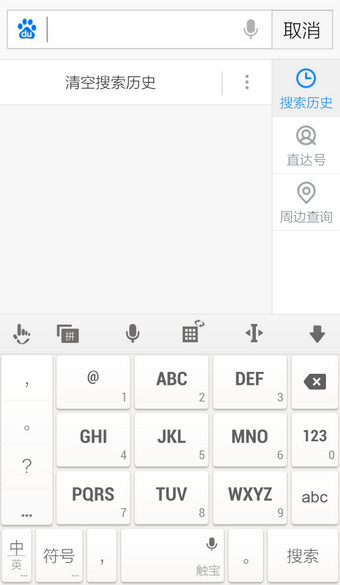 du
取消
清空搜索历史
搜索历史
直达号
周边查询
拼
,
@ 1
ABC 2
DEF 3
。
GHI 4
JKL 5
MNO 6
123 0
?
PQRS 7
TUV 8
WXYZ 9
abc
...
中
英
...
符号
...
,
触宝
。
搜索